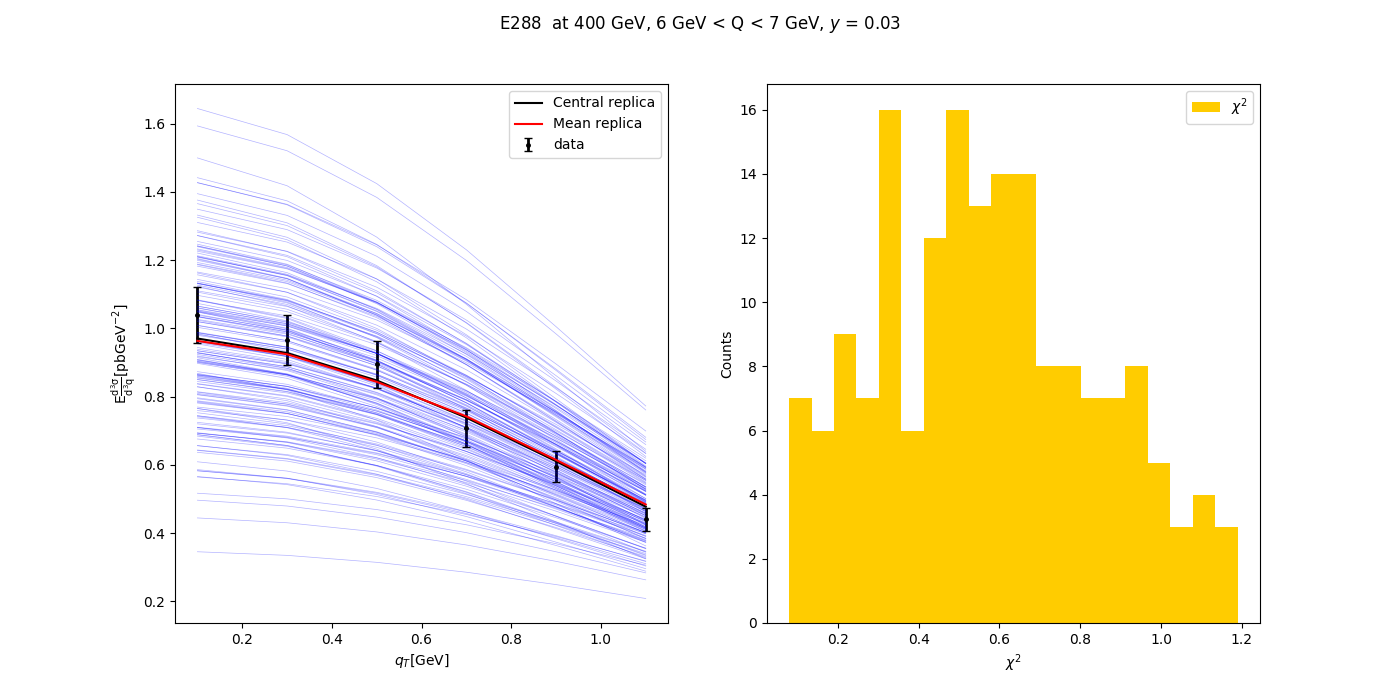 E288 at 400 GeV, 6 GeV < Q < 7 GeV, y = 0.03
Central replica
Mean replica
data
1.6
1.4
1.2
1.0
0.8
0.6
0.4
0.2
E d³σ/d³q [pbGeV⁻²]
0.2 0.4 0.6 0.8 1.0
q_T[GeV]
χ²
16
14
12
10
8
6
4
2
0
Counts
0.2 0.4 0.6 0.8 1.0 1.2
χ²